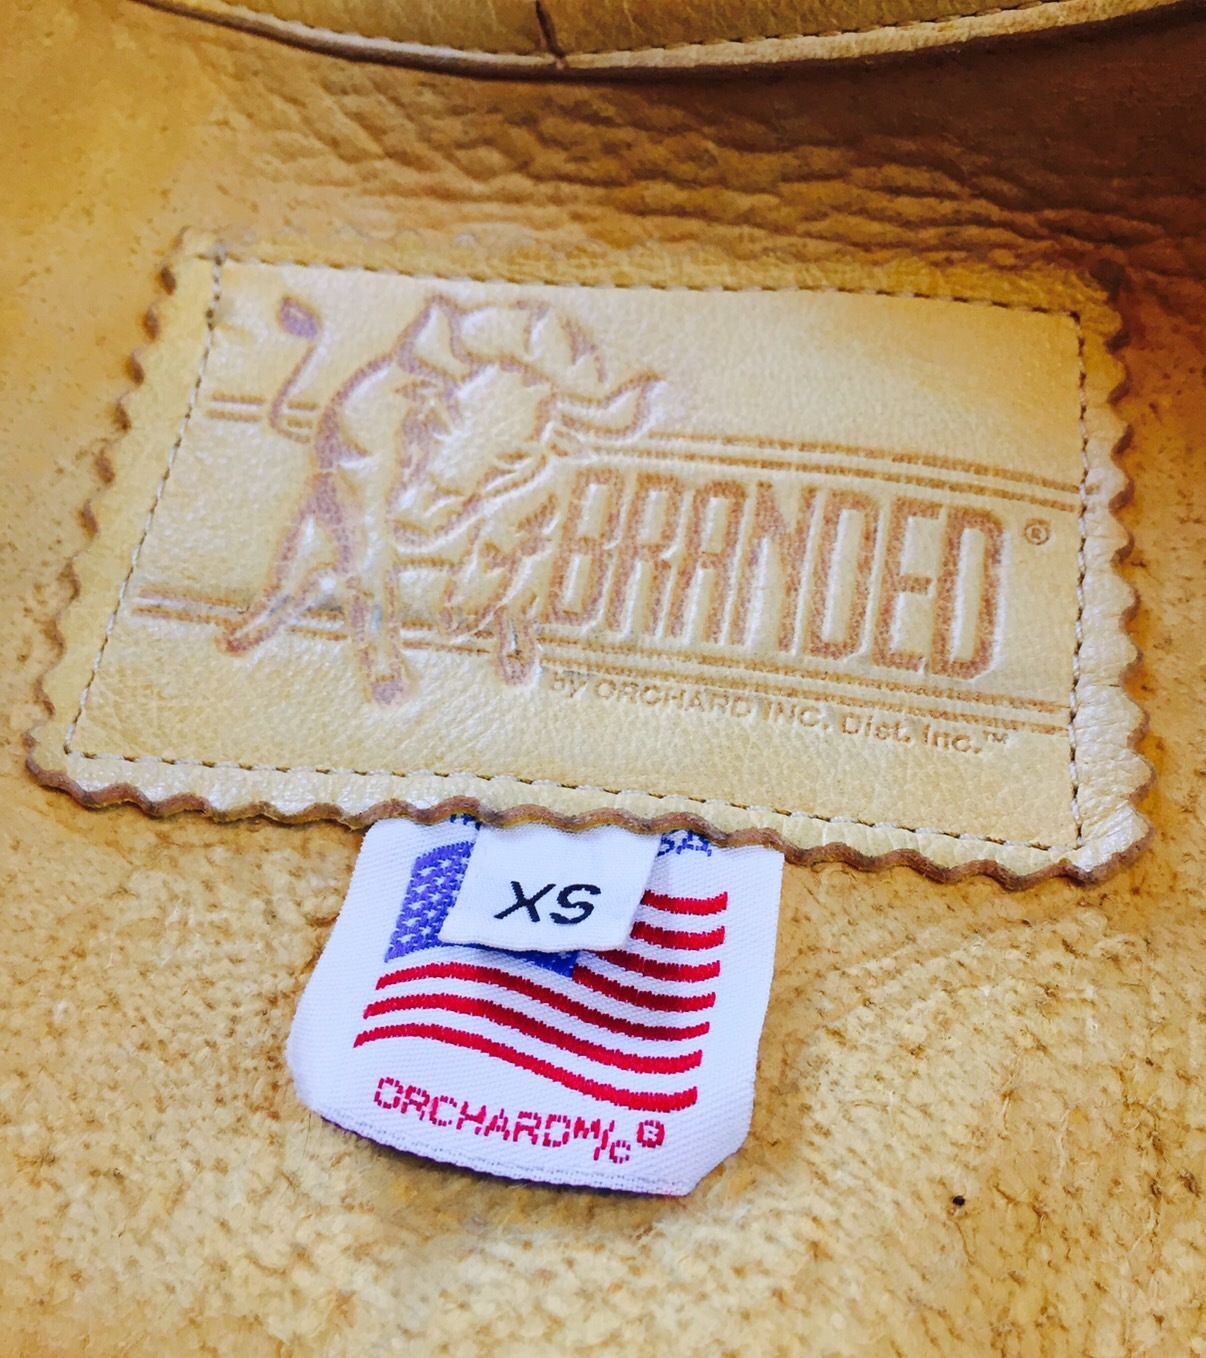 BRANDED®
by ORCHARD INC. Dist. Inc.™
XS
ORCHARD M/C ®